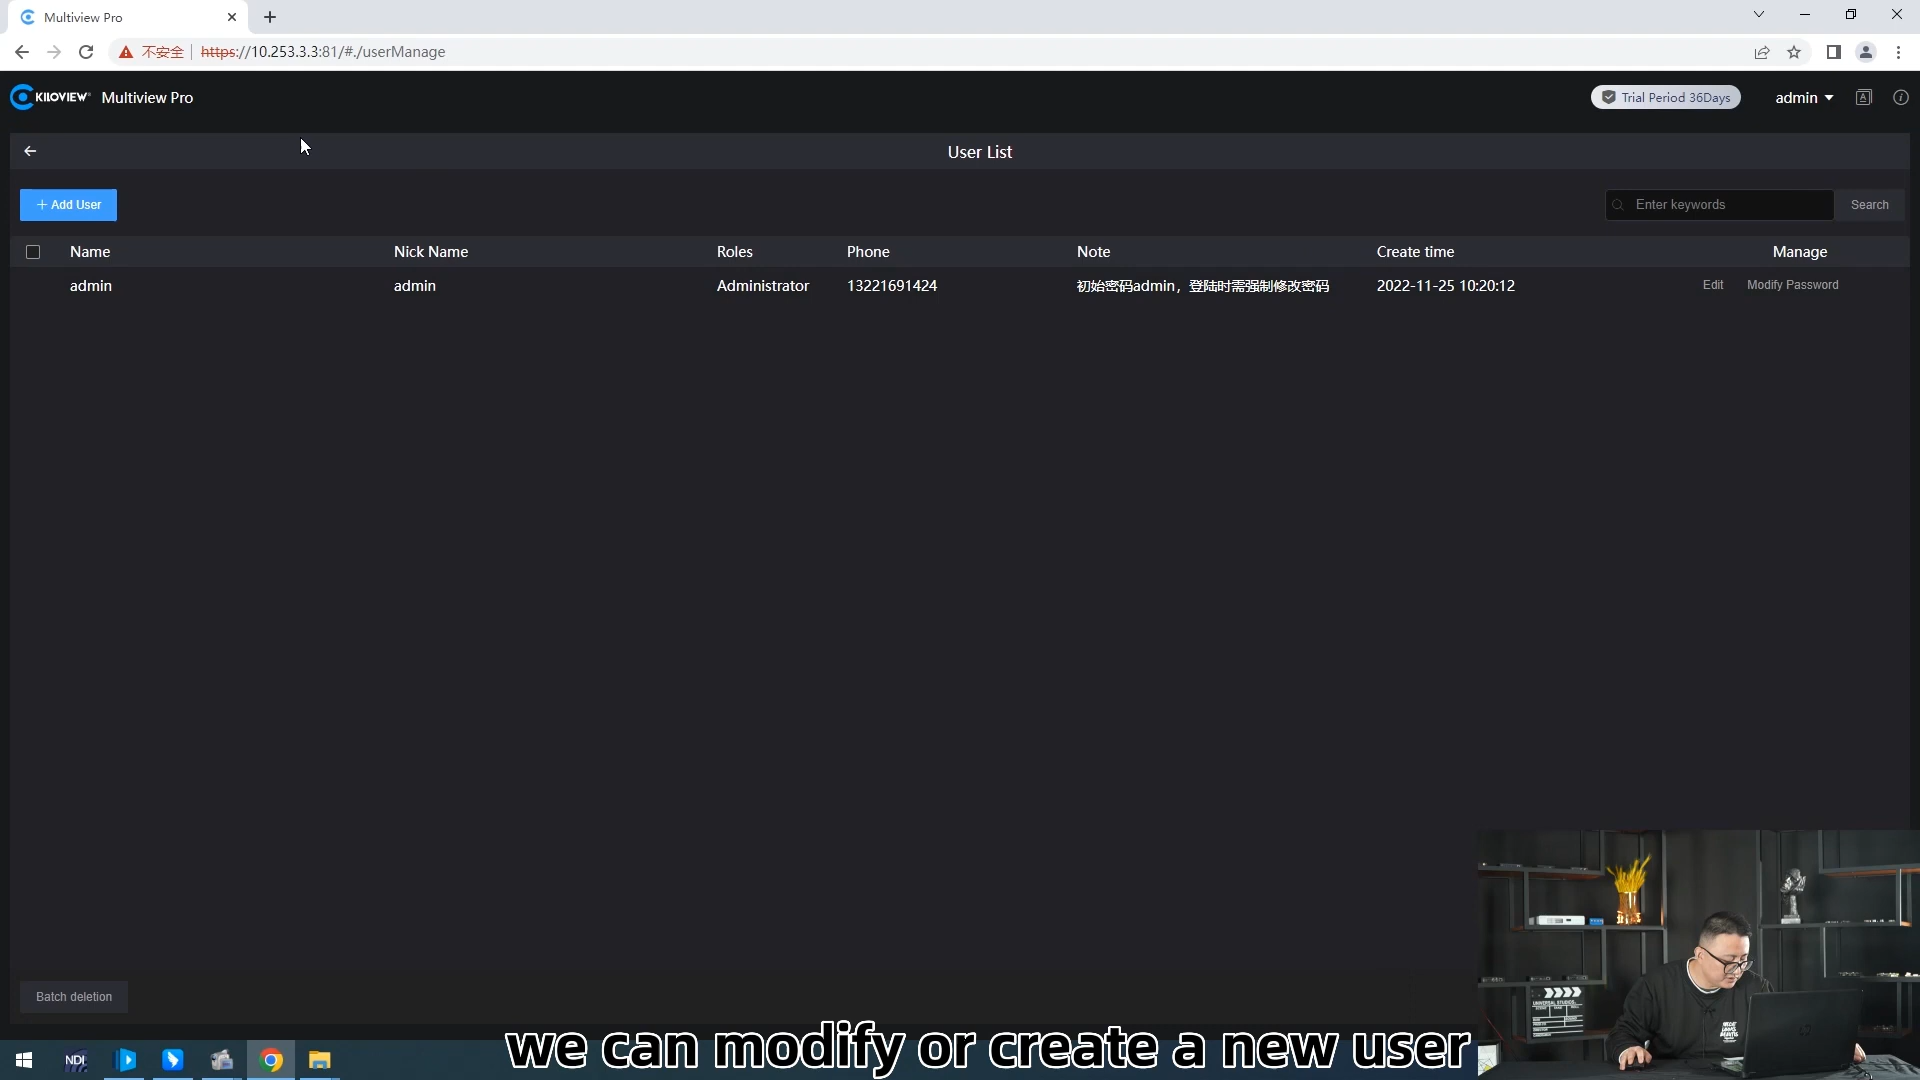 Multiview Pro
不安全
https://10.253.3.3:81/#./userManage
KILOVIEW Multiview Pro
Trial Period 36Days
admin
User List
+ Add User
Enter keywords
Search
Name Nick Name Roles Phone Note Create time Manage
admin admin Administrator 13221691424 初始密码admin，登陆时需强制修改密码 2022-11-25 10:20:12 Edit Modify Password
Batch deletion
UNIVERSAL STUDIOS
NDI
we can modify or create a new user